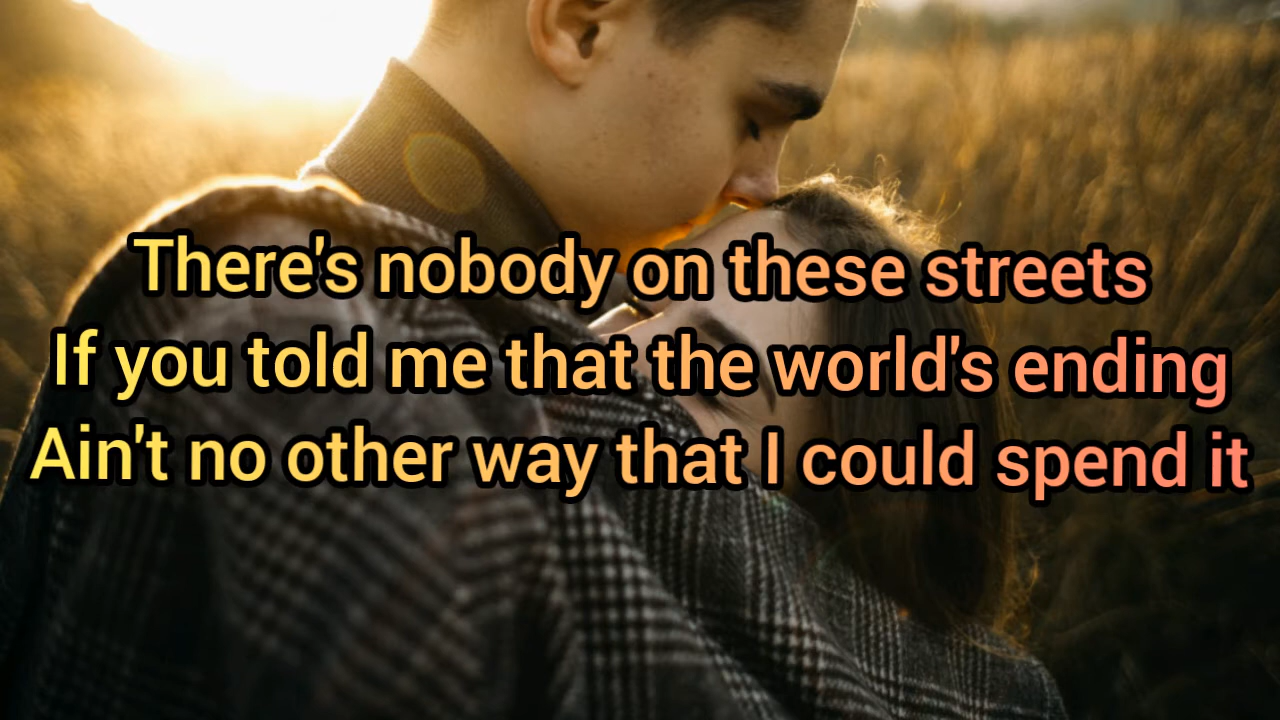 There's nobody on these streets
If you told me that the world's ending
Ain't no other way that I could spend it